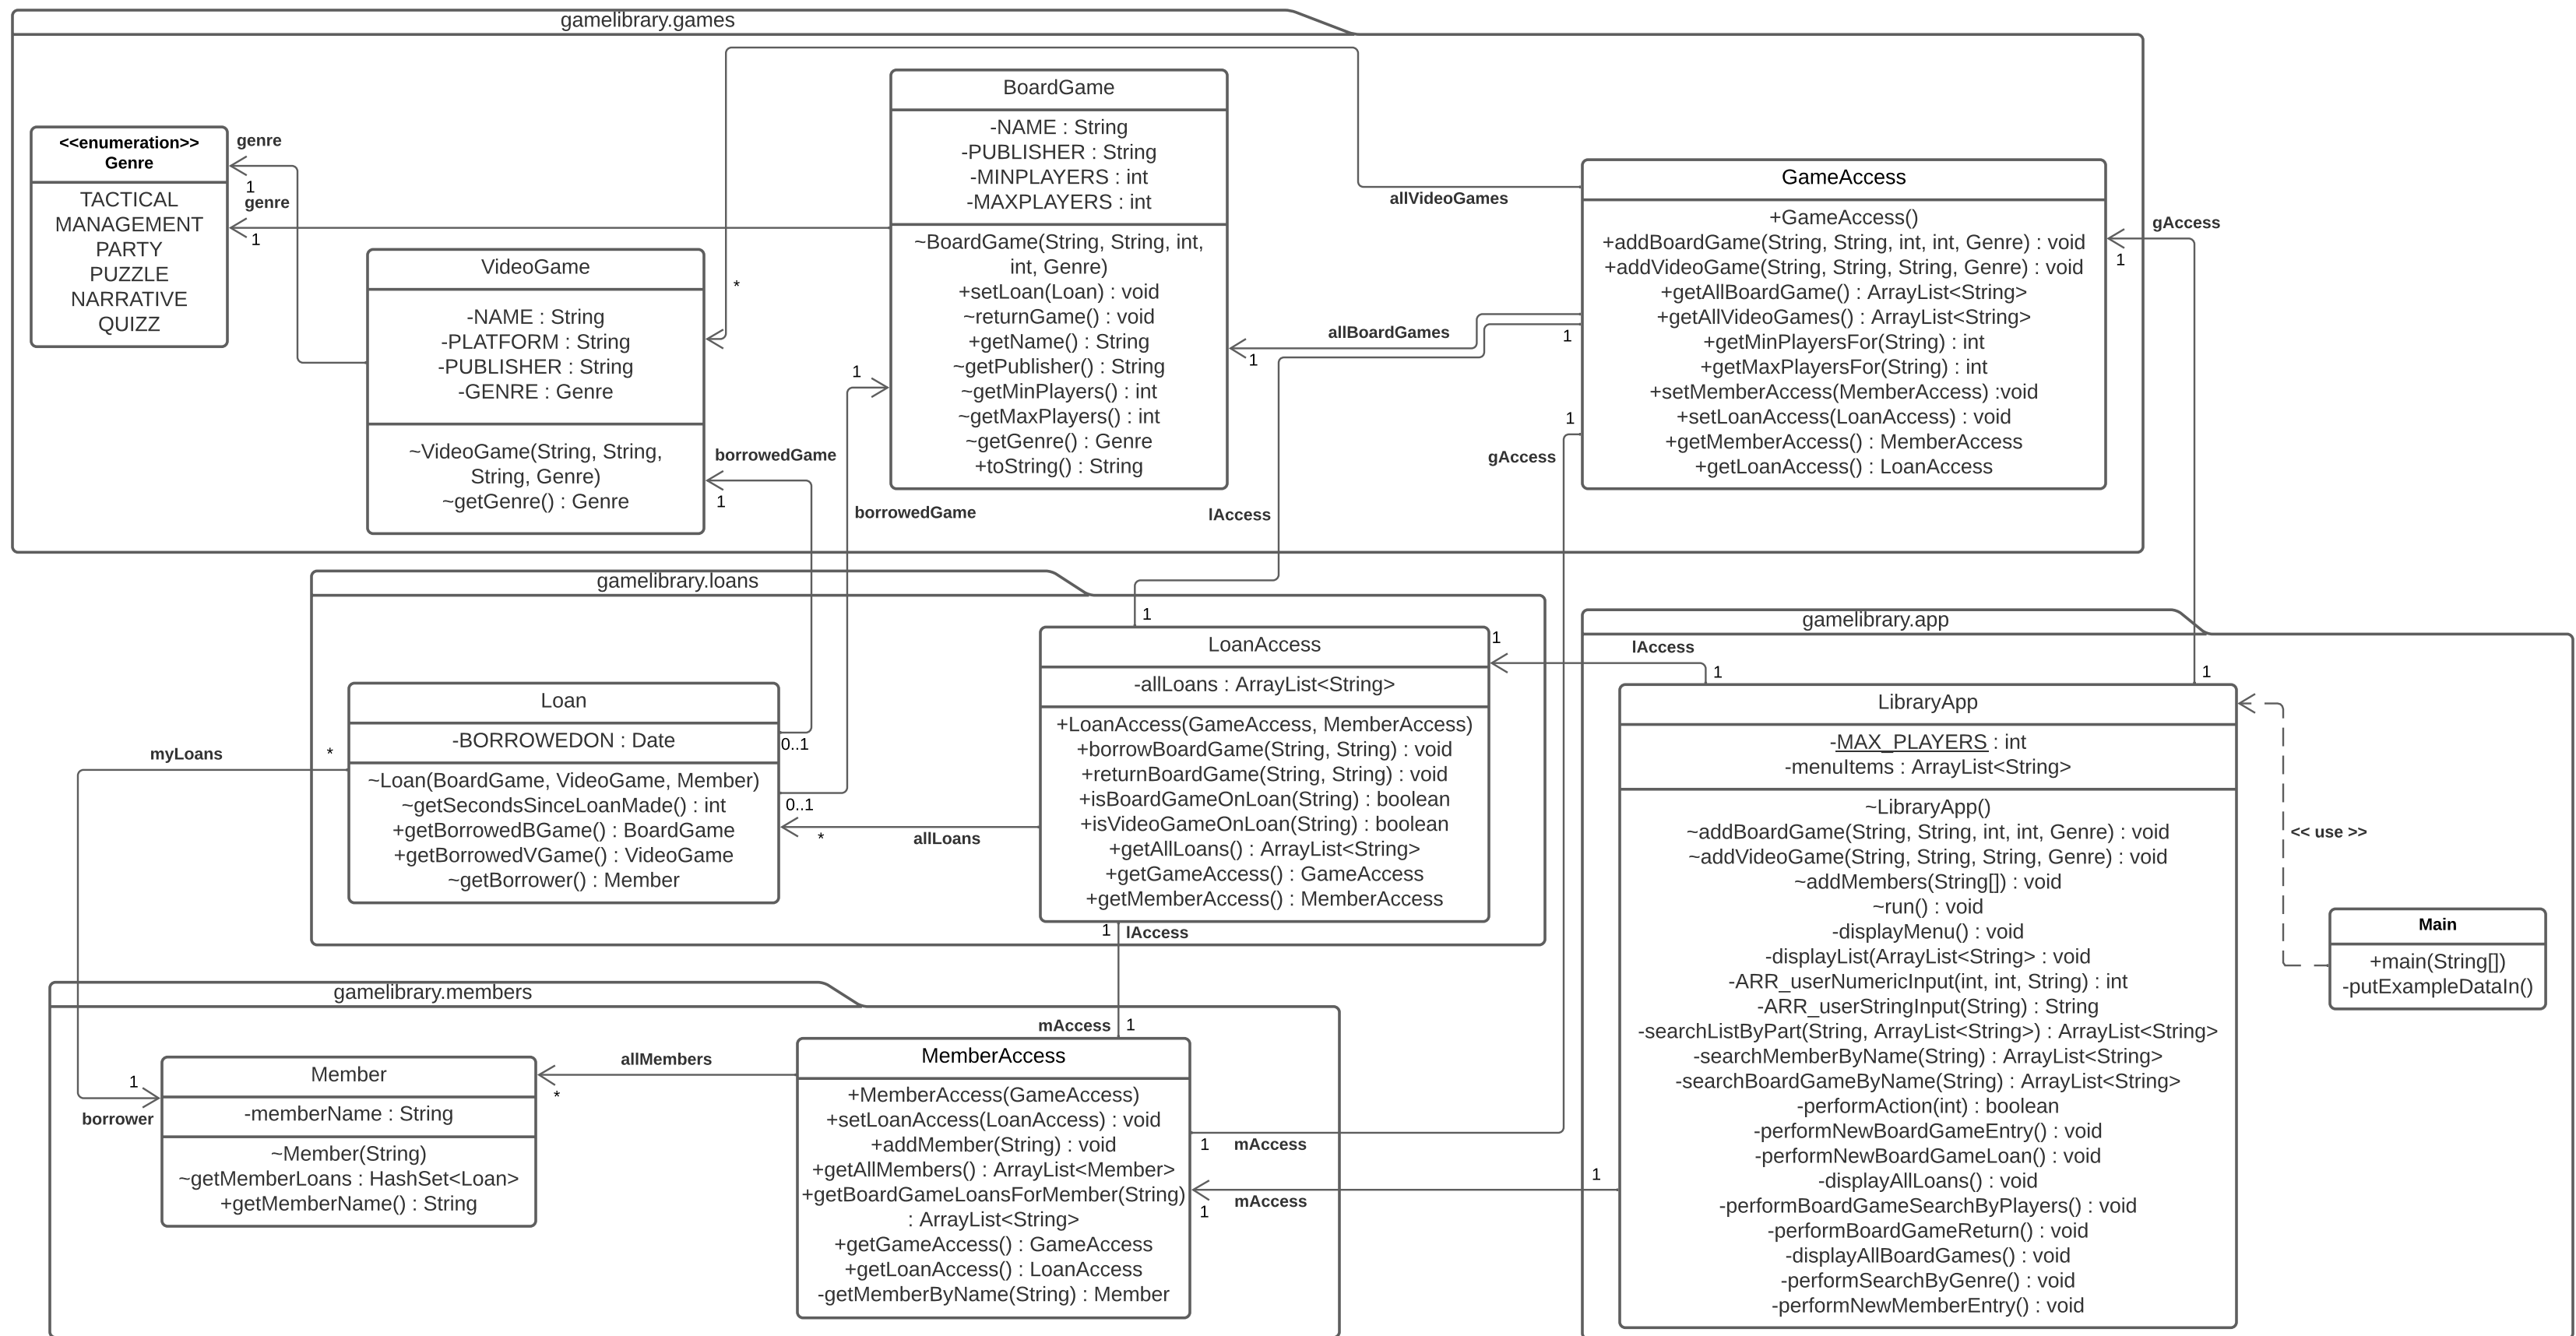 gamelibrary.games
<<enumeration>>
Genre
TACTICAL
MANAGEMENT
PARTY
PUZZLE
NARRATIVE
QUIZZ
genre
1
genre
1
VideoGame
-NAME : String
-PLATFORM : String
-PUBLISHER : String
-GENRE : Genre
~VideoGame(String, String,
String, Genre)
~getGenre() : Genre
*
borrowedGame
1
BoardGame
-NAME : String
-PUBLISHER : String
-MINPLAYERS : int
-MAXPLAYERS : int
~BoardGame(String, String, int,
int, Genre)
+setLoan(Loan) : void
~returnGame() : void
+getName() : String
~getPublisher() : String
~getMinPlayers() : int
~getMaxPlayers() : int
~getGenre() : Genre
+toString() : String
1
borrowedGame
allVideoGames
allBoardGames
1
1
lAccess
1
gAccess
GameAccess
+GameAccess()
+addBoardGame(String, String, int, int, Genre) : void
+addVideoGame(String, String, String, Genre) : void
+getAllBoardGame() : ArrayList<String>
+getAllVideoGames() : ArrayList<String>
+getMinPlayersFor(String) : int
+getMaxPlayersFor(String) : int
+setMemberAccess(MemberAccess) :void
+setLoanAccess(LoanAccess) : void
+getMemberAccess() : MemberAccess
+getLoanAccess() : LoanAccess
gAccess
1
gamelibrary.loans
Loan
-BORROWEDON : Date
~Loan(BoardGame, VideoGame, Member)
~getSecondsSinceLoanMade() : int
+getBorrowedBGame() : BoardGame
+getBorrowedVGame() : VideoGame
~getBorrower() : Member
0..1
0..1
*
allLoans
myLoans
*
1
LoanAccess
-allLoans : ArrayList<String>
+LoanAccess(GameAccess, MemberAccess)
+borrowBoardGame(String, String) : void
+returnBoardGame(String, String) : void
+isBoardGameOnLoan(String) : boolean
+isVideoGameOnLoan(String) : boolean
+getAllLoans() : ArrayList<String>
+getGameAccess() : GameAccess
+getMemberAccess() : MemberAccess
1
1 lAccess
gamelibrary.app
lAccess
1
1
LibraryApp
-MAX_PLAYERS : int
-menuItems : ArrayList<String>
~LibraryApp()
~addBoardGame(String, String, int, int, Genre) : void
~addVideoGame(String, String, String, Genre) : void
~addMembers(String[]) : void
~run() : void
-displayMenu() : void
-displayList(ArrayList<String> : void
-ARR_userNumericInput(int, int, String) : int
-ARR_userStringInput(String) : String
-searchListByPart(String, ArrayList<String>) : ArrayList<String>
-searchMemberByName(String) : ArrayList<String>
-searchBoardGameByName(String) : ArrayList<String>
-performAction(int) : boolean
-performNewBoardGameEntry() : void
-performNewBoardGameLoan() : void
-displayAllLoans() : void
-performBoardGameSearchByPlayers() : void
-performBoardGameReturn() : void
-displayAllBoardGames() : void
-performSearchByGenre() : void
-performNewMemberEntry() : void
<< use >>
Main
+main(String[])
-putExampleDataIn()
gamelibrary.members
1
borrower
Member
-memberName : String
~Member(String)
~getMemberLoans : HashSet<Loan>
+getMemberName() : String
allMembers
*
mAccess 1
MemberAccess
+MemberAccess(GameAccess)
+setLoanAccess(LoanAccess) : void
+addMember(String) : void
+getAllMembers() : ArrayList<Member>
+getBoardGameLoansForMember(String)
: ArrayList<String>
+getGameAccess() : GameAccess
+getLoanAccess() : LoanAccess
-getMemberByName(String) : Member
1 mAccess
1
1 mAccess